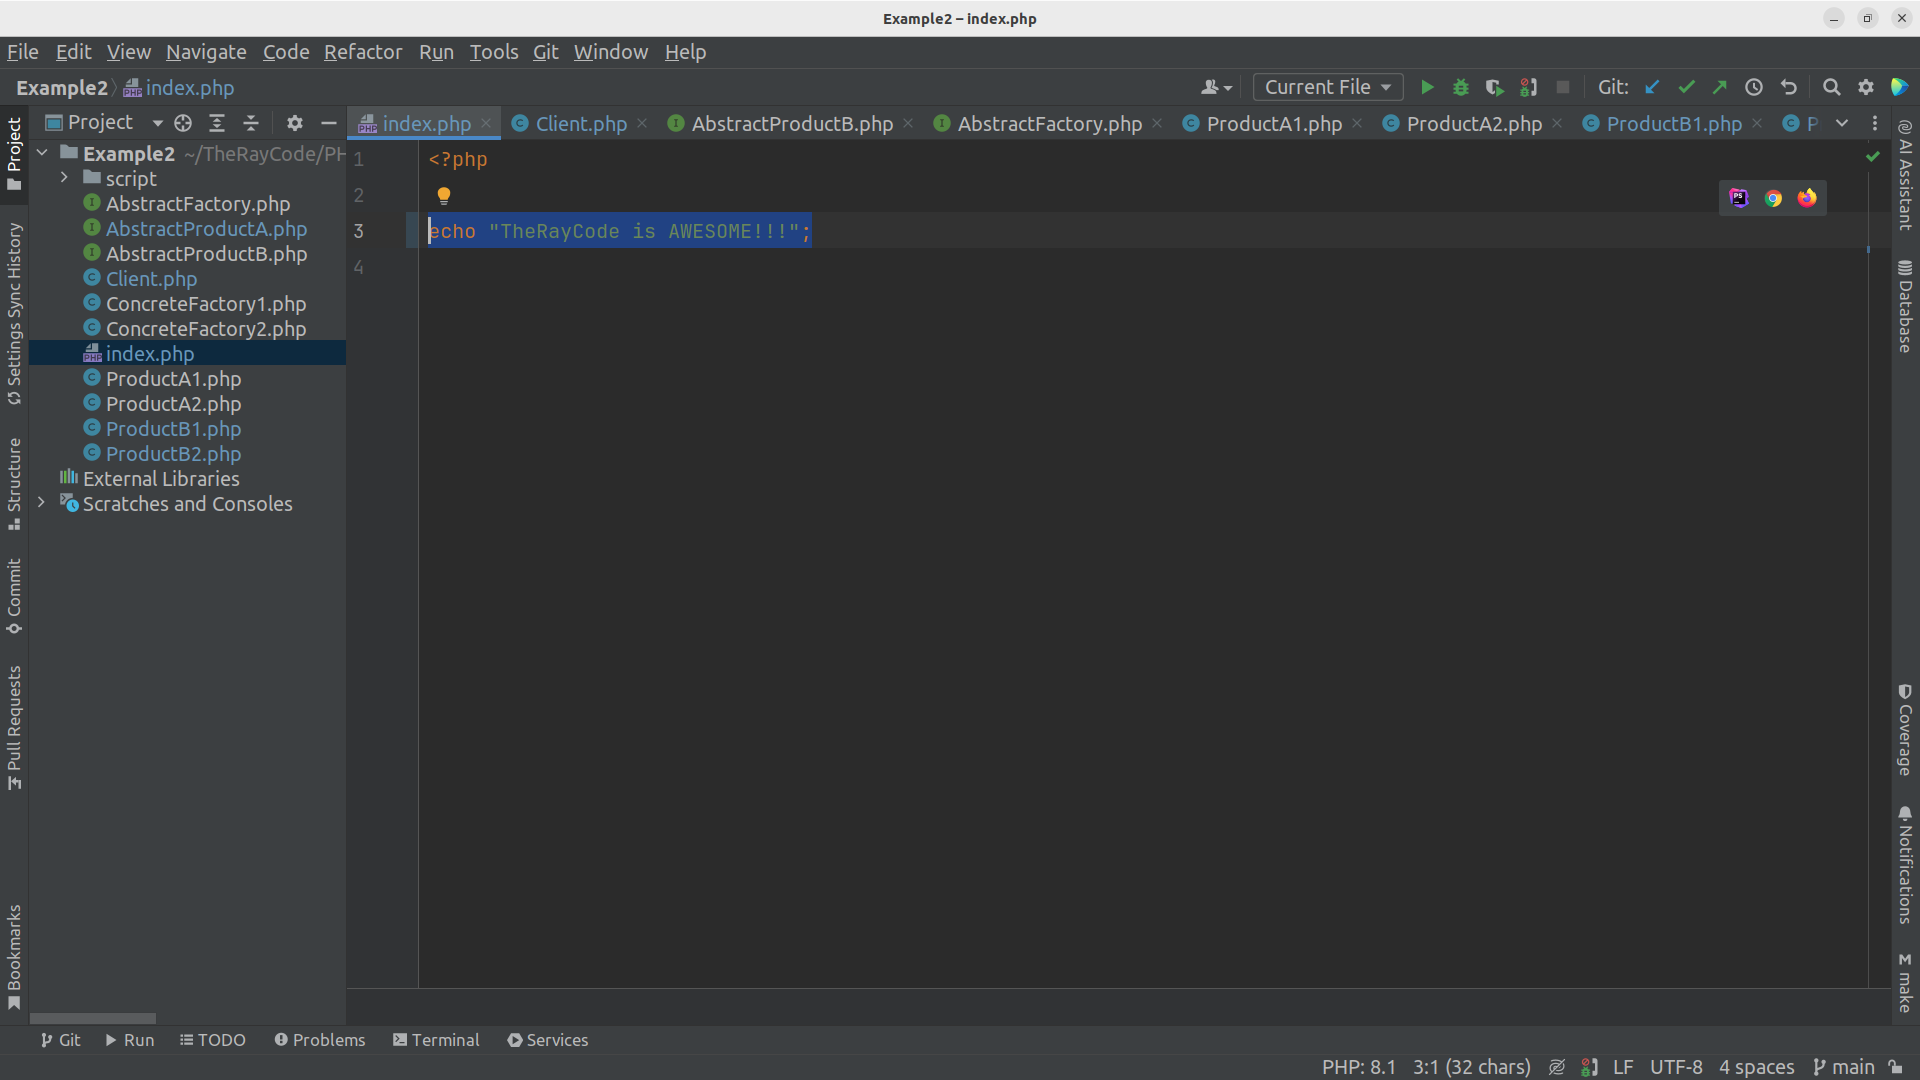 Example2 – index.php
File Edit View Navigate Code Refactor Run Tools Git Window Help
Example2 index.php Current File Git:
Project index.php Client.php AbstractProductB.php AbstractFactory.php ProductA1.php ProductA2.php ProductB1.php P
Example2 ~/TheRayCode/PH
script
AbstractFactory.php
AbstractProductA.php
AbstractProductB.php
Client.php
ConcreteFactory1.php
ConcreteFactory2.php
index.php
ProductA1.php
ProductA2.php
ProductB1.php
ProductB2.php
External Libraries
Scratches and Consoles
1 <?php
2
3 echo "TheRayCode is AWESOME!!!";
4
Project
Settings Sync History
Structure
Commit
Pull Requests
Bookmarks
AI Assistant
Database
Coverage
Notifications
make
Git Run TODO Problems Terminal Services
PHP: 8.1 3:1 (32 chars) LF UTF-8 4 spaces main